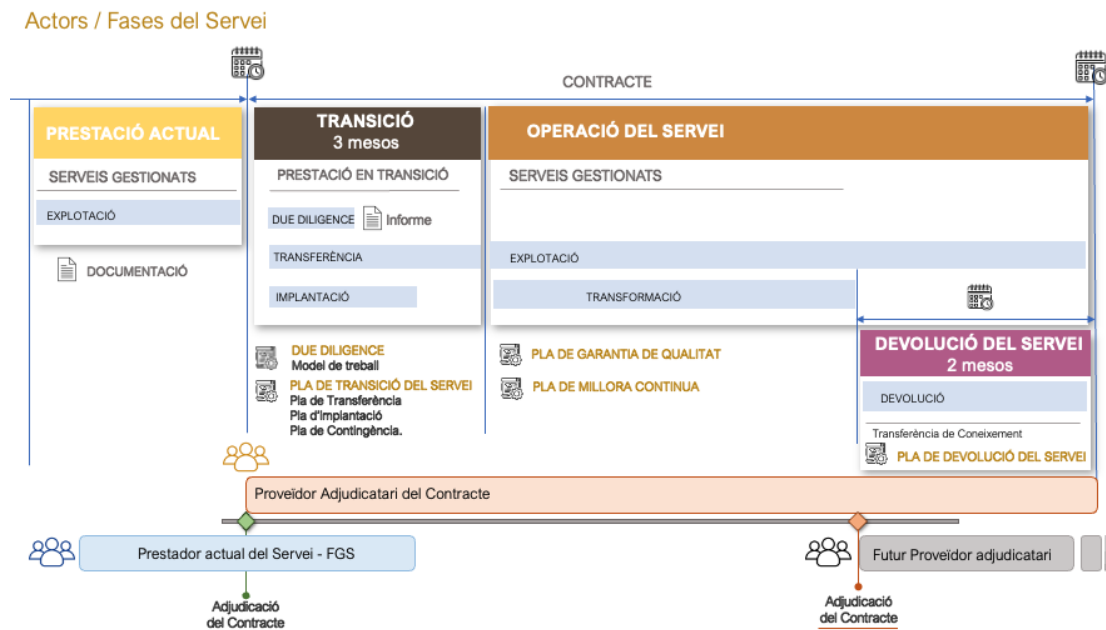 Actors / Fases del Servei
CONTRACTE
PRESTACIÓ ACTUAL
SERVEIS GESTIONATS
EXPLOTACIÓ
DOCUMENTACIÓ
TRANSICIÓ
3 mesos
PRESTACIÓ EN TRANSICIÓ
DUE DILIGENCE
Informe
TRANSFERÈNCIA
IMPLANTACIÓ
DUE DILIGENCE
Model de treball
PLA DE TRANSICIÓ DEL SERVEI
Pla de Transferència
Pla d'Implantació
Pla de Contingència.
OPERACIÓ DEL SERVEI
SERVEIS GESTIONATS
EXPLOTACIÓ
TRANSFORMACIÓ
PLA DE GARANTIA DE QUALITAT
PLA DE MILLORA CONTINUA
DEVOLUCIÓ DEL SERVEI
2 mesos
DEVOLUCIÓ
Transferència de Coneixement
PLA DE DEVOLUCIÓ DEL SERVEI
Proveïdor Adjudicatari del Contracte
Prestador actual del Servei - FGS
Futur Proveïdor adjudicatari
Adjudicació
del Contracte
Adjudicació
del Contracte